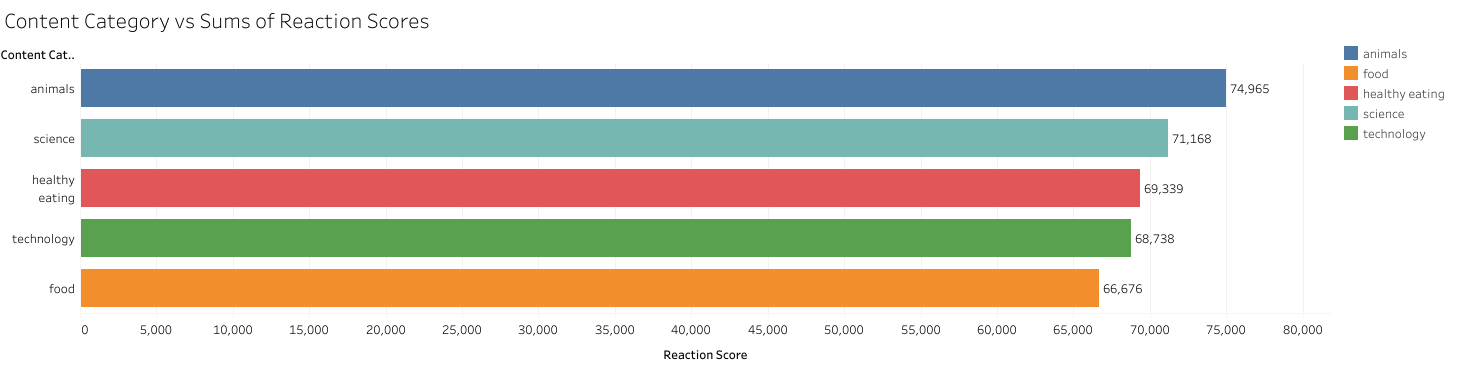 Content Category vs Sums of Reaction Scores
Content Cat..
animals
74,965
science
71,168
healthy
eating
69,339
technology
68,738
food
66,676
0 5,000 10,000 15,000 20,000 25,000 30,000 35,000 40,000 45,000 50,000 55,000 60,000 65,000 70,000 75,000 80,000
Reaction Score
animals
food
healthy eating
science
technology